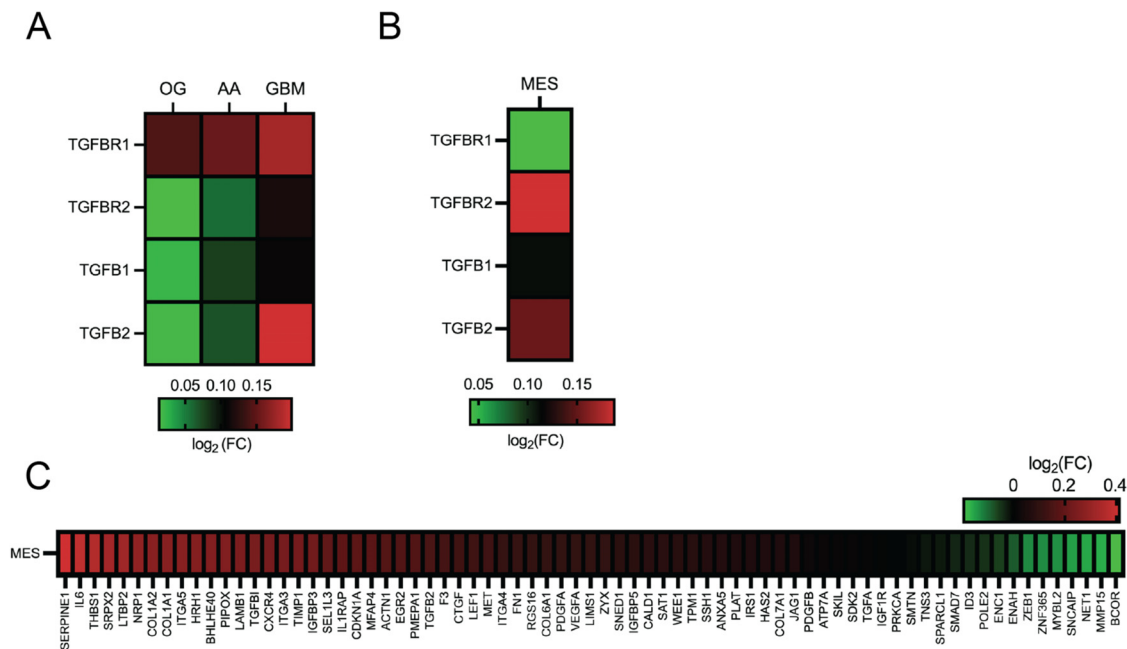 A
B
OG AA GBM
MES
TGFBR1
TGFBR2
TGFB1
TGFB2
0.05 0.10 0.15
log2 (FC)
TGFBR1
TGFBR2
TGFB1
TGFB2
0.05 0.10 0.15
log2(FC)
C
log2(FC)
0 0.2 0.4
MES
SERPINE1
IL6
THBS1
SRPX2
LTBP2
NRP1
COL1A2
COL1A1
ITGA5
HRH1
BHLHE40
PIPOX
LAMB1
TGFBI
CXCR4
ITGA3
TIMP1
IGFBP3
SEL1L3
IL1RAP
CDKN1A
MFAP4
ACTN1
EGR2
PMEPA1
TGFB2
F3
CTGF
LEF1
MET
ITGA4
FN1
RGS16
COL6A1
PDGFA
VEGFA
LIMS1
ZYX
SNED1
IGFBP5
CALD1
SAT1
WEE1
TPM1
SSH1
ANXA5
PLAT
IRS1
HAS2
COL7A1
JAG1
PDGFB
ATP7A
SKIL
SDK2
TGFA
IGF1R
PRKCA
SMTN
TNS3
SPARCL1
SMAD7
ID3
POLE2
ENC1
ENAH
ZEB1
ZNF365
MYBL2
SNCAIP
NET1
MMP15
BCOR